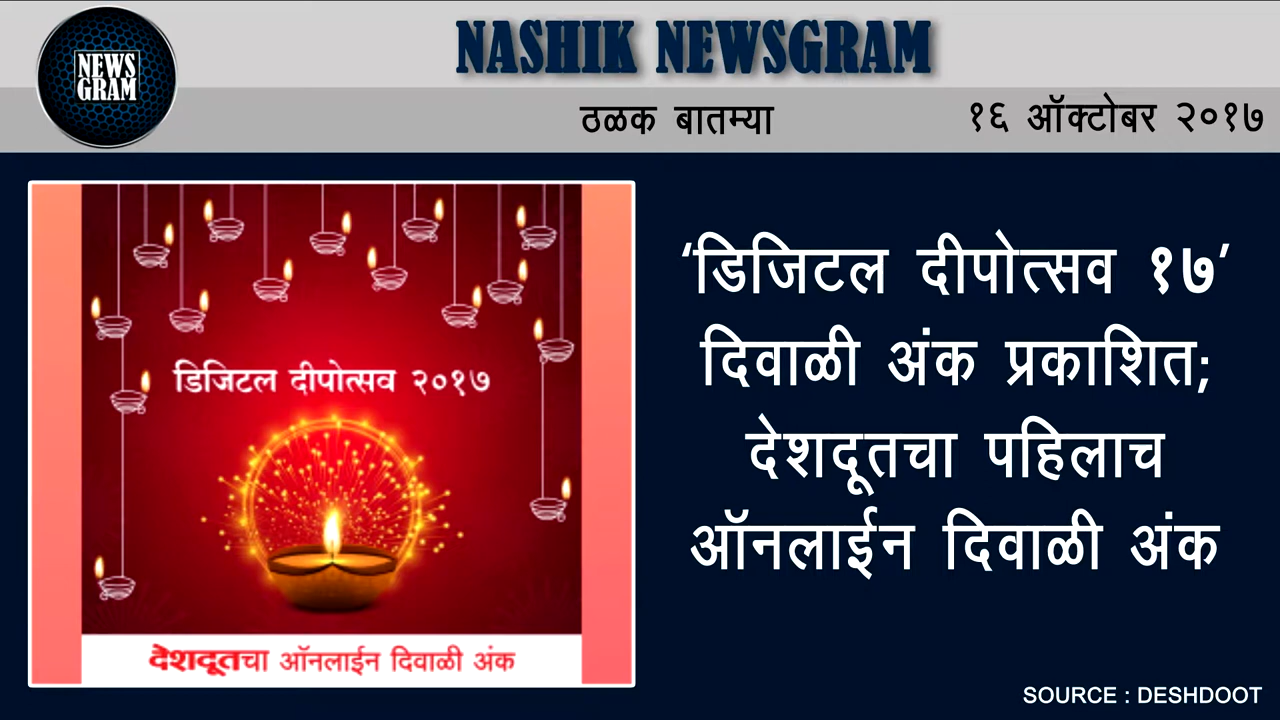 NEWS
GRAM
NASHIK NEWSGRAM
ठळक बातम्या
१६ ऑक्टोबर २०१७
डिजिटल दीपोत्सव २०१७
देशदूतचा ऑनलाईन दिवाळी अंक
‘डिजिटल दीपोत्सव १७’
दिवाळी अंक प्रकाशित;
देशदूतचा पहिलाच
ऑनलाईन दिवाळी अंक
SOURCE : DESHDOOT